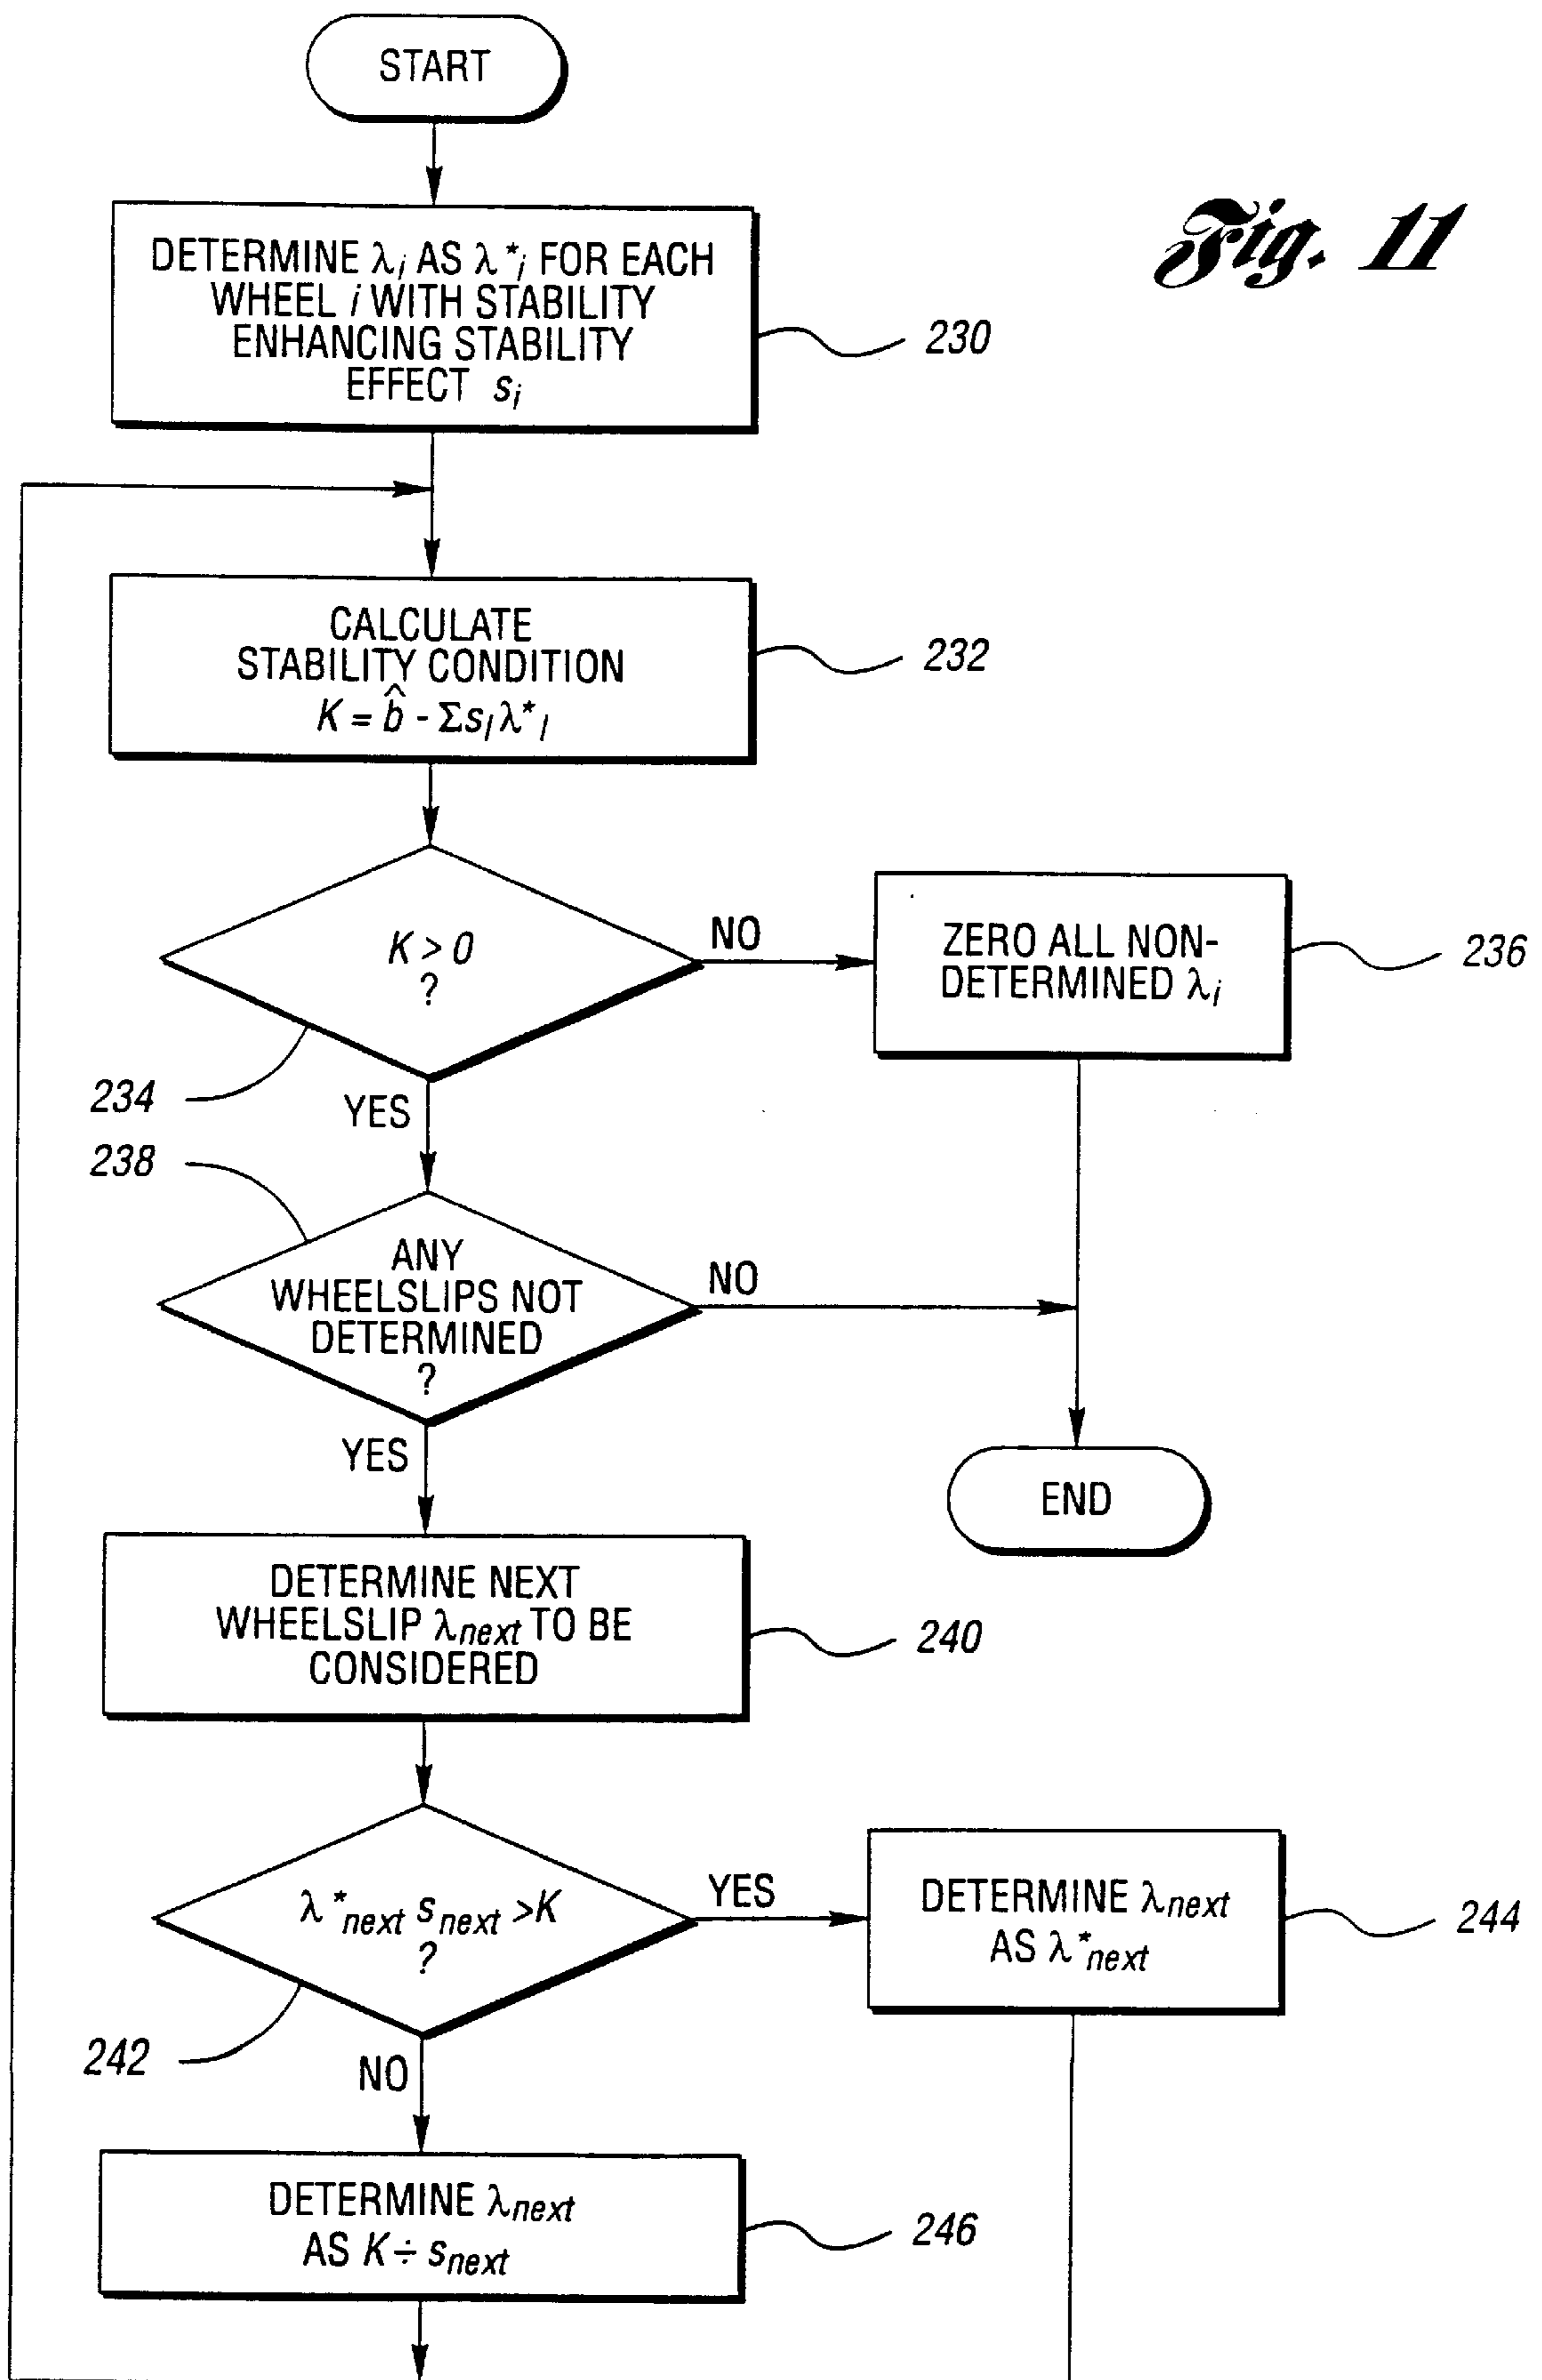 START
Fig. 11
DETERMINE λi AS λ*i FOR EACH
WHEEL i WITH STABILITY
ENHANCING STABILITY
EFFECT si
230
CALCULATE
STABILITY CONDITION
K = b̂ - Σsiλ*i
232
K > 0
?
NO
ZERO ALL NON-
DETERMINED λi
236
234
YES
238
ANY
WHEELSLIPS NOT
DETERMINED
?
NO
YES
END
DETERMINE NEXT
WHEELSLIP λnext TO BE
CONSIDERED
240
λ*next snext >K
?
YES
DETERMINE λnext
AS λ*next
244
242
NO
DETERMINE λnext
AS K ÷ snext
246